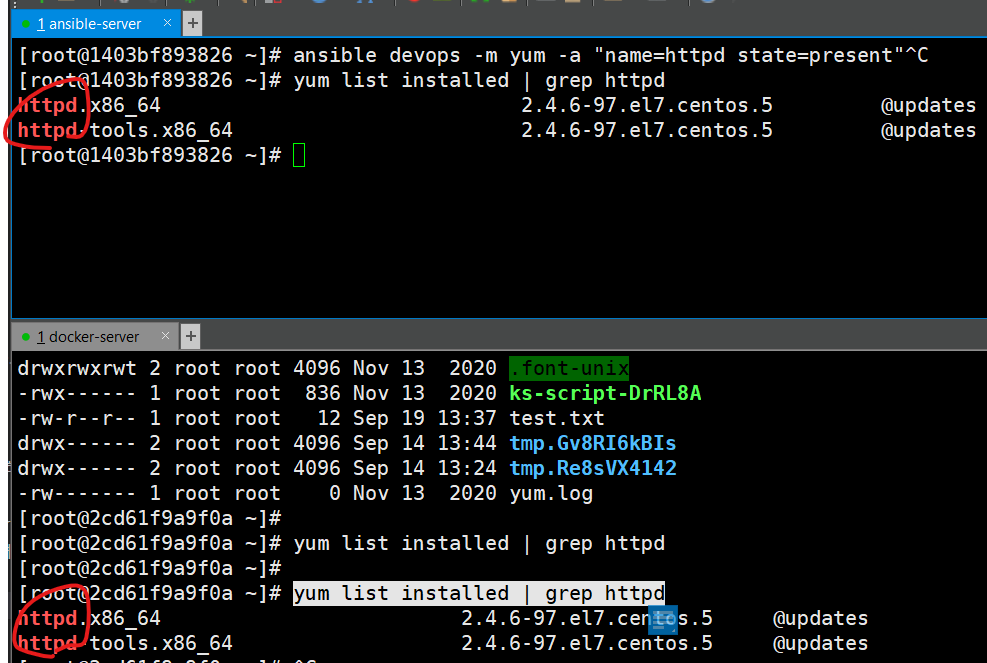 1 ansible-server × +
[root@1403bf893826 ~]# ansible devops -m yum -a "name=httpd state=present"^C
[root@1403bf893826 ~]# yum list installed | grep httpd
httpd.x86_64 2.4.6-97.el7.centos.5 @updates
httpd-tools.x86_64 2.4.6-97.el7.centos.5 @updates
[root@1403bf893826 ~]#
1 docker-server × +
drwxrwxrwt 2 root root 4096 Nov 13 2020 .font-unix
-rwx------ 1 root root 836 Nov 13 2020 ks-script-DrRL8A
-rw-r--r-- 1 root root 12 Sep 19 13:37 test.txt
drwx------ 2 root root 4096 Sep 14 13:44 tmp.Gv8RI6kBIs
drwx------ 2 root root 4096 Sep 14 13:24 tmp.Re8sVX4142
-rw------- 1 root root 0 Nov 13 2020 yum.log
[root@2cd61f9a9f0a ~]#
[root@2cd61f9a9f0a ~]# yum list installed | grep httpd
[root@2cd61f9a9f0a ~]#
[root@2cd61f9a9f0a ~]# yum list installed | grep httpd
httpd.x86_64 2.4.6-97.el7.centos.5 @updates
httpd-tools.x86_64 2.4.6-97.el7.centos.5 @updates
[root@2cd61f9a9f0a ~]# ^C